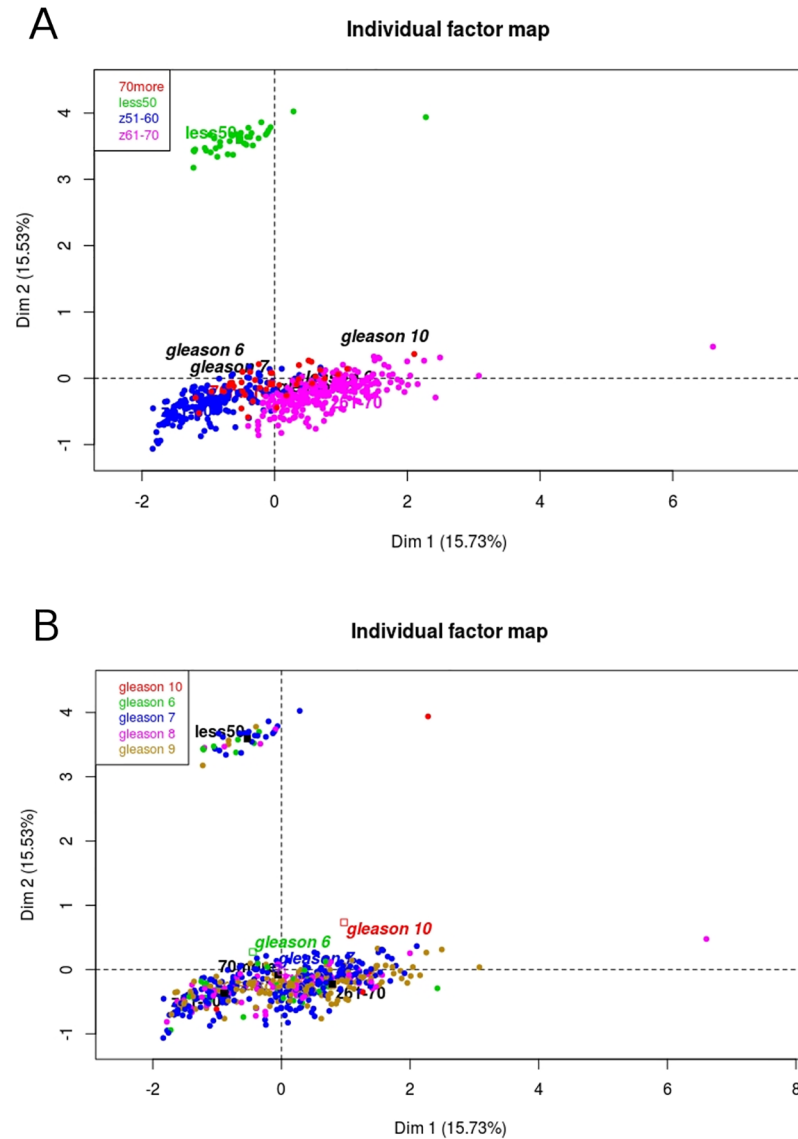 A
Individual factor map
70more
less50
z51-60
z61-70
less50
gleason 6
gleason 7
gleason 10
4
3
2
1
0
-1
Dim 2 (15.53%)
-2
0
2
4
6
Dim 1 (15.73%)
B
Individual factor map
gleason 10
gleason 6
gleason 7
gleason 8
gleason 9
less50
gleason 10
gleason 6
gleason 7
70more
z61-70
4
3
2
1
0
-1
Dim 2 (15.53%)
-2
0
2
4
6
8
Dim 1 (15.73%)